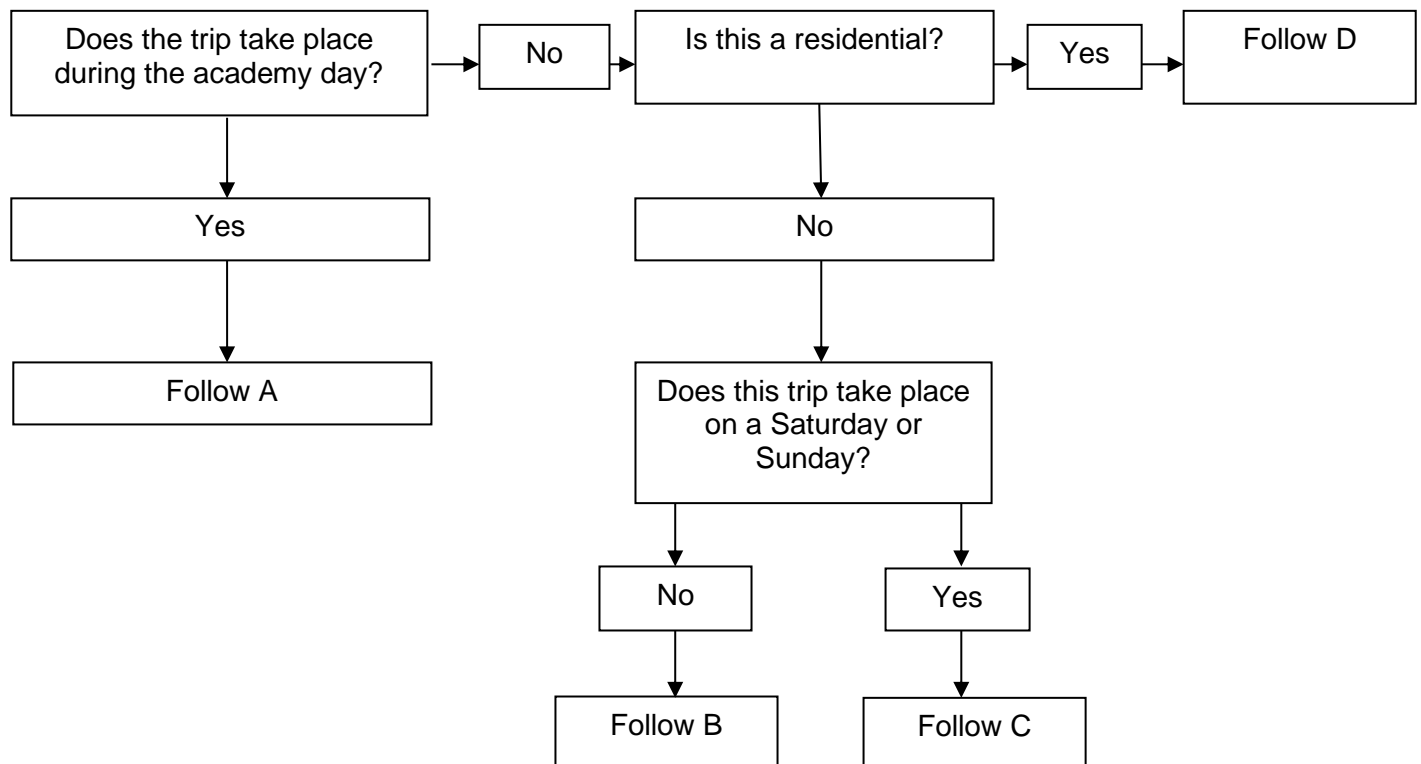 Does the trip take place
during the academy day?
No
Is this a residential?
Yes
Follow D
Yes
No
Follow A
Does this trip take place
on a Saturday or
Sunday?
No
Yes
Follow B
Follow C